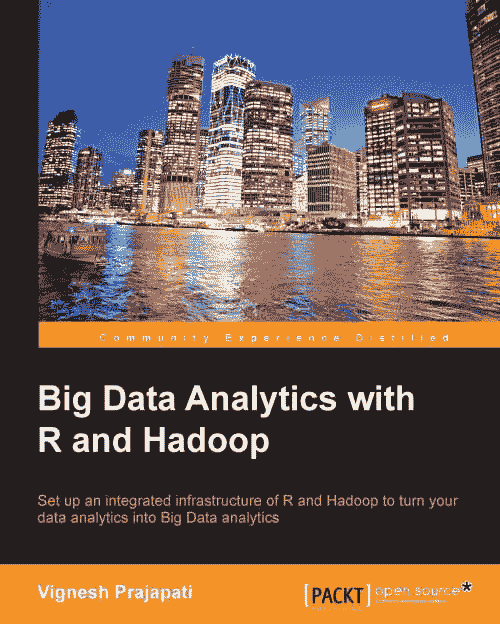 Community Experience Distilled
Big Data Analytics with
R and Hadoop
Set up an integrated infrastructure of R and Hadoop to turn your
data analytics into Big Data analytics
Vignesh Prajapati
[PACKT] open source*